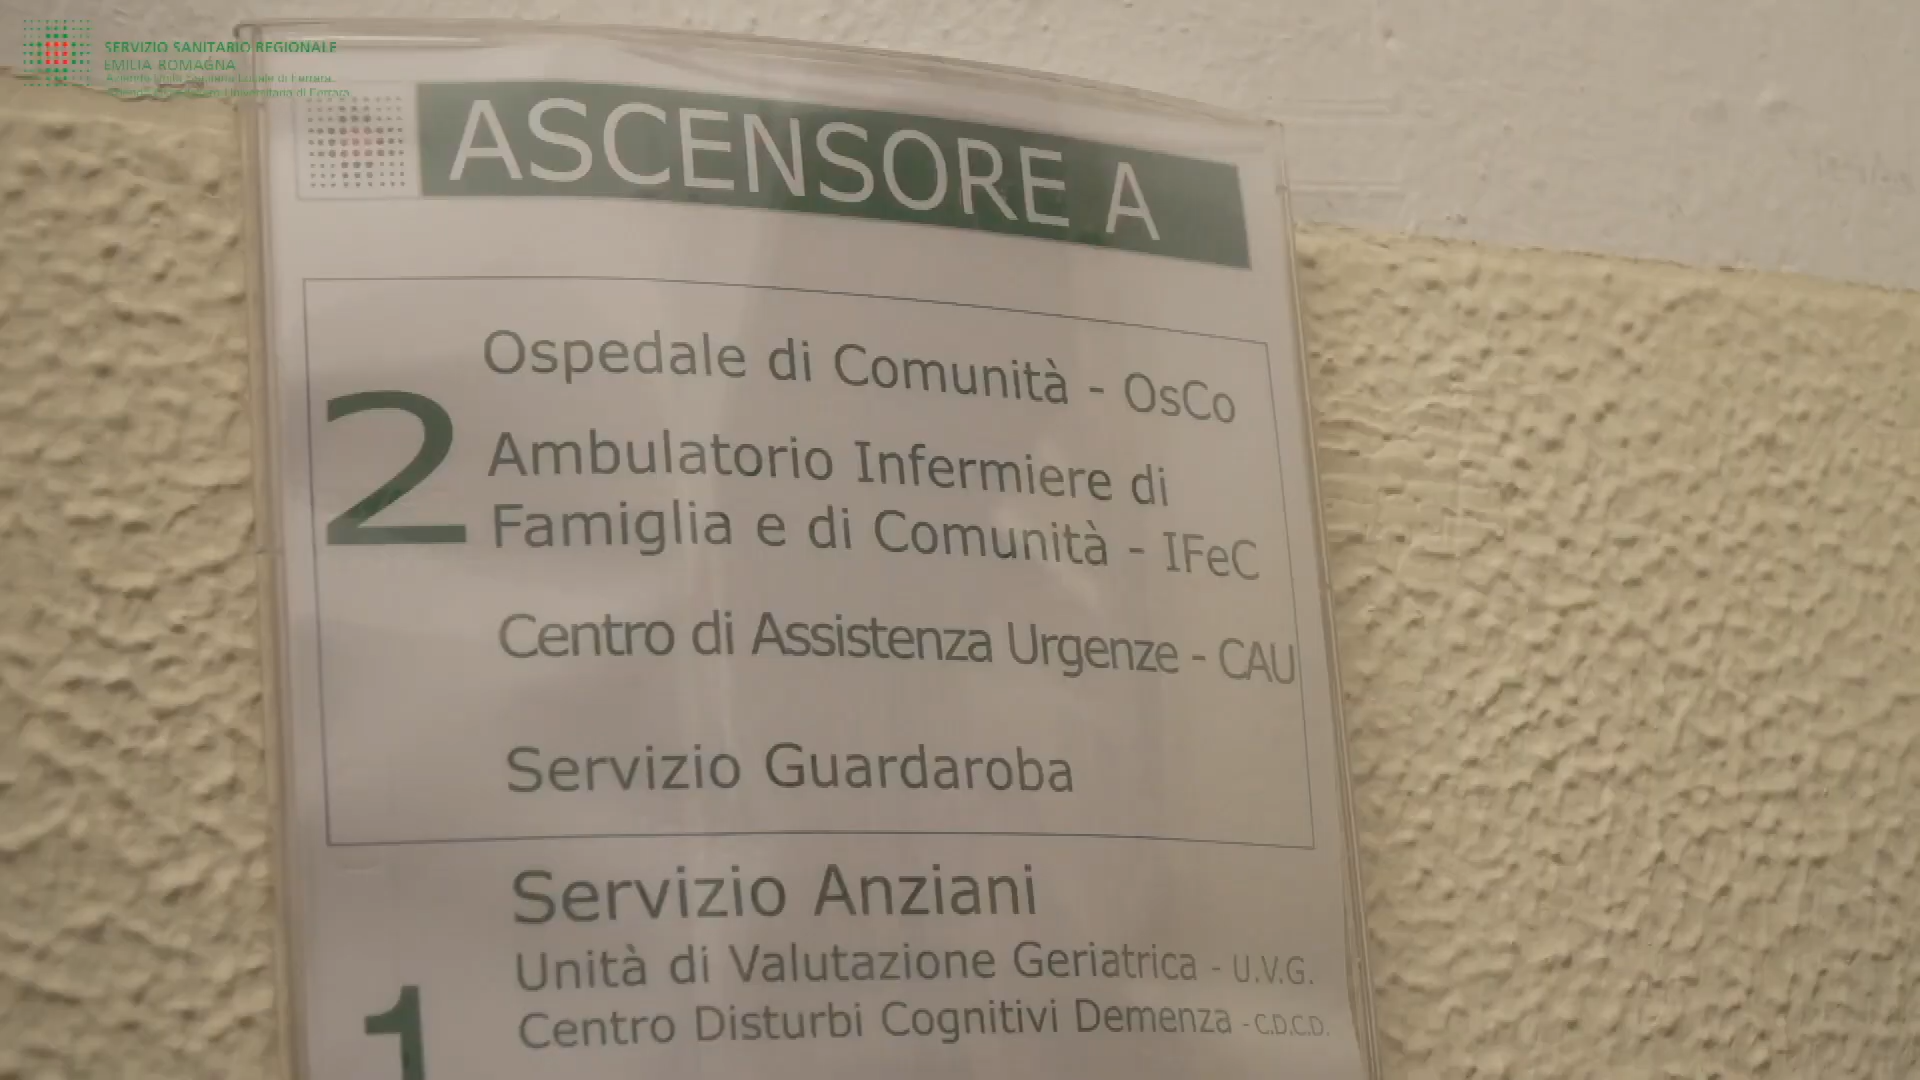 SERVIZIO SANITARIO REGIONALE
EMILIA ROMAGNA
Azienda Unità Sanitaria Locale di Ferrara
Universitaria di Ferrara
ASCENSORE A
2
Ospedale di Comunità - OsCo
Ambulatorio Infermiere di
Famiglia e di Comunità - IFeC
Centro di Assistenza Urgenze - CAU
Servizio Guardaroba
1
Servizio Anziani
Unità di Valutazione Geriatrica - U.V.G.
Centro Disturbi Cognitivi Demenza - C.D.C.D.